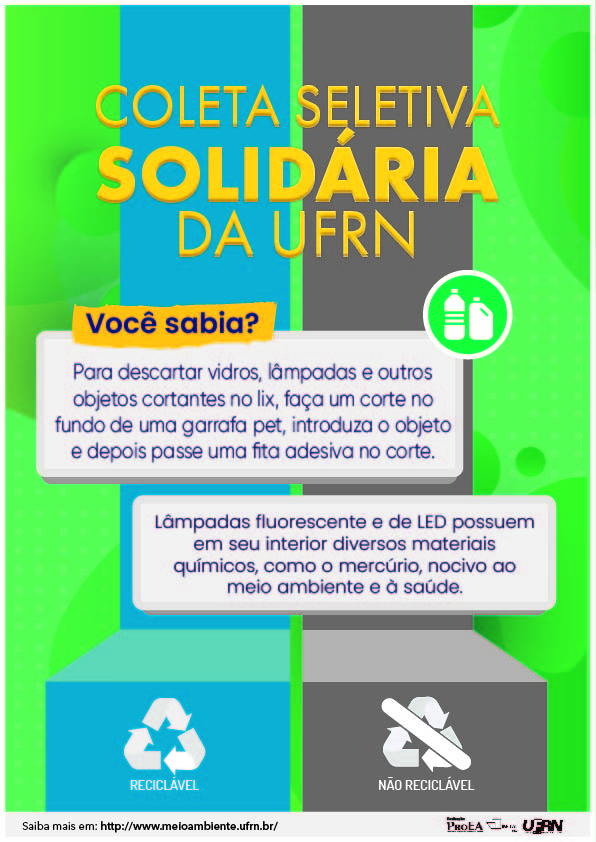 COLETA SELETIVA
SOLIDÁRIA
DA UFRN
Você sabia?
Para descartar vidros, lâmpadas e outros
objetos cortantes no lix, faça um corte no
fundo de uma garrafa pet, introduza o objeto
e depois passe uma fita adesiva no corte.
Lâmpadas fluorescente e de LED possuem
em seu interior diversos materiais
químicos, como o mercúrio, nocivo ao
meio ambiente e à saúde.
RECICLÁVEL
NÃO RECICLÁVEL
Saiba mais em: http://www.meioambiente.ufrn.br/
Realização:
PROEA
UFRN